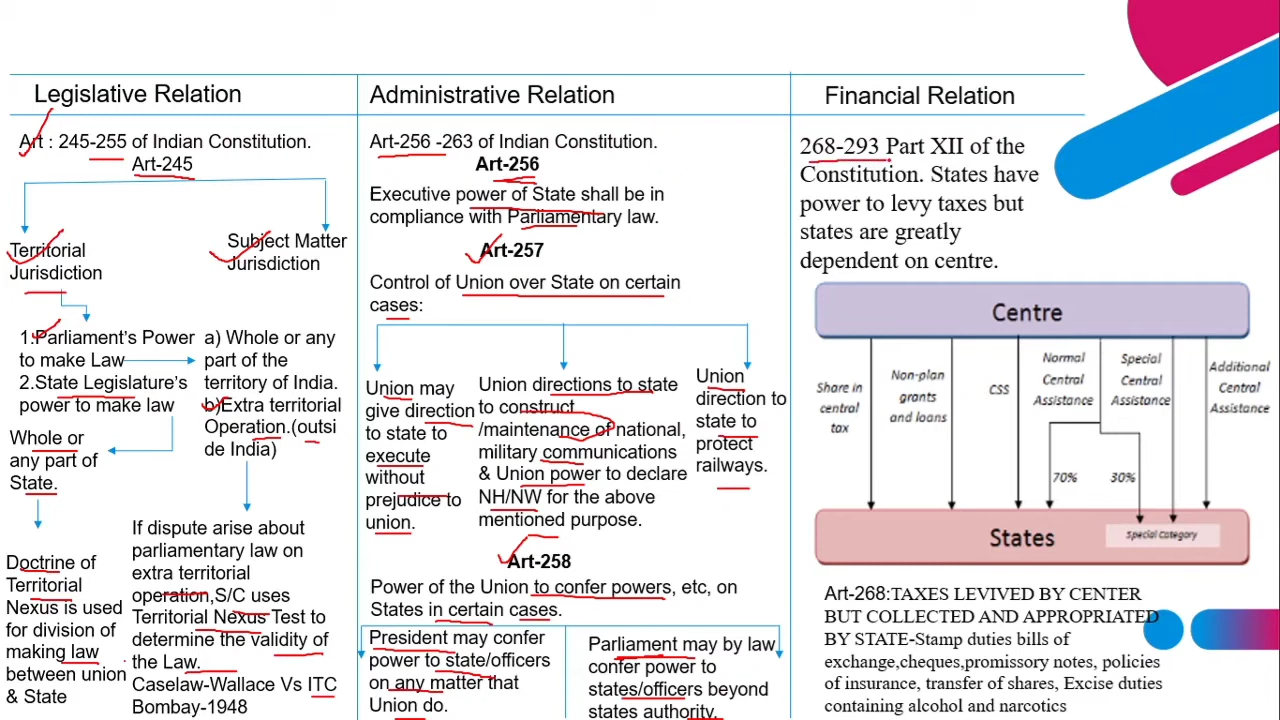 Legislative Relation
Art : 245-255 of Indian Constitution.
Art-245
Territorial
Jurisdiction
Subject Matter
Jurisdiction
1.Parliament's Power
to make Law
2.State Legislature's
power to make law
a) Whole or any
part of the
territory of India.
b)Extra territorial
Operation.(outsi
de India)
Whole or
any part of
State.
Doctrine of
Territorial
Nexus is used
for division of
making law
between union
& State
If dispute arise about
parliamentary law on
extra territorial
operation,S/C uses
Territorial Nexus Test to
determine the validity of
the Law.
Caselaw-Wallace Vs ITC
Bombay-1948
Administrative Relation
Art-256 -263 of Indian Constitution.
Art-256
Executive power of State shall be in
compliance with Parliamentary law.
Art-257
Control of Union over State on certain
cases:
Union may
give direction
to state to
execute
without
prejudice to
union.
Union directions to state
to construct
/maintenance of national,
military communications
& Union power to declare
NH/NW for the above
mentioned purpose.
Union
direction to
state to
protect
railways.
Art-258
Power of the Union to confer powers, etc, on
States in certain cases.
President may confer
power to state/officers
on any matter that
Union do.
Parliament may by law
confer power to
states/officers beyond
states authority.
Financial Relation
268-293 Part XII of the
Constitution. States have
power to levy taxes but
states are greatly
dependent on centre.
Centre
Share in
central
tax
Non-plan
grants
and loans
CSS
Normal
Central
Assistance
Special
Central
Assistance
Additional
Central
Assistance
70%
30%
States
Special Category
Art-268:TAXES LEVIVED BY CENTER
BUT COLLECTED AND APPROPRIATED
BY STATE-Stamp duties bills of
exchange,cheques,promissory notes, policies
of insurance, transfer of shares, Excise duties
containing alcohol and narcotics